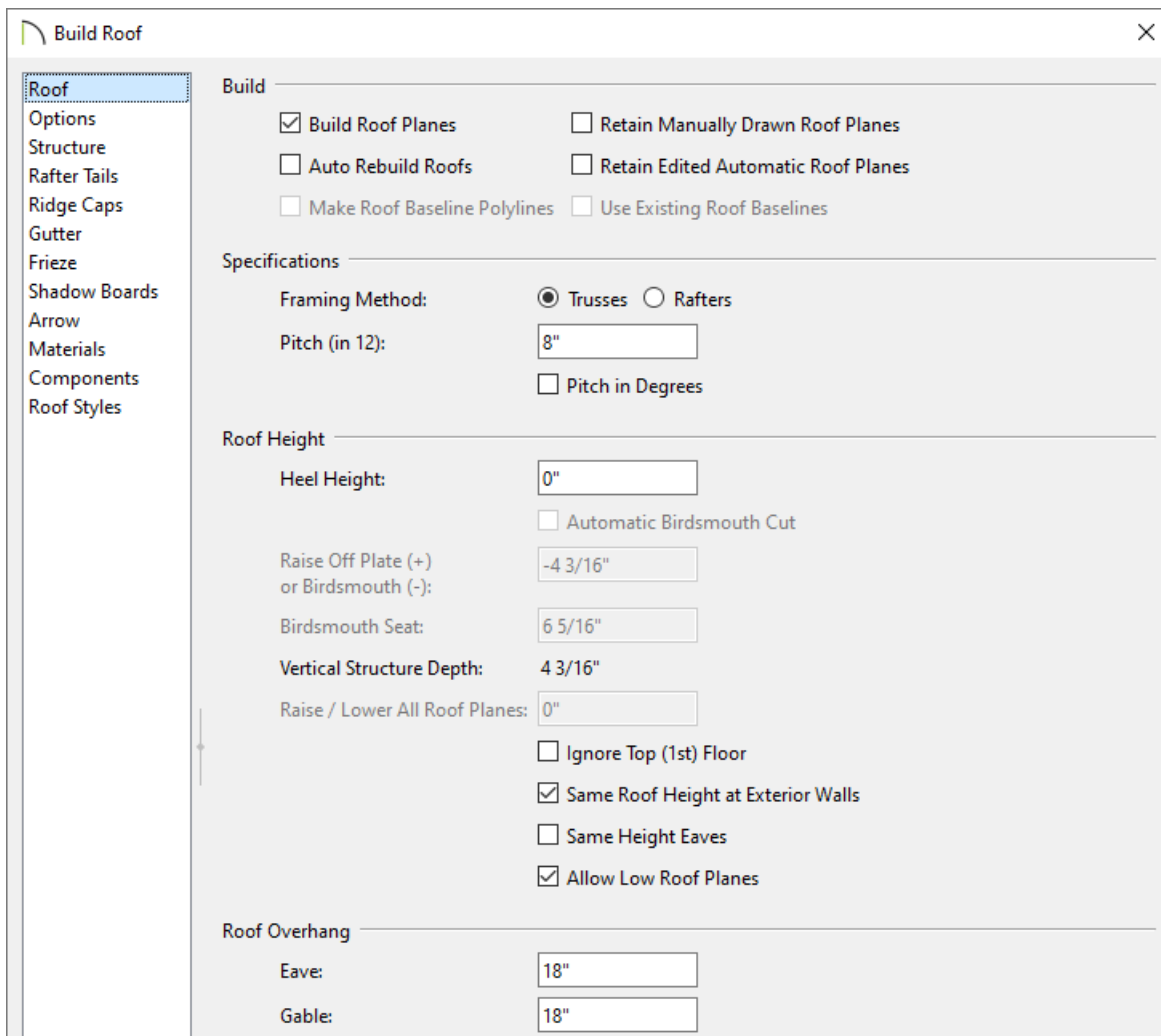 Build Roof
Roof
Options
Structure
Rafter Tails
Ridge Caps
Gutter
Frieze
Shadow Boards
Arrow
Materials
Components
Roof Styles
Build
Build Roof Planes
Retain Manually Drawn Roof Planes
Auto Rebuild Roofs
Retain Edited Automatic Roof Planes
Make Roof Baseline Polylines
Use Existing Roof Baselines
Specifications
Framing Method: Trusses Rafters
Pitch (in 12): 8"
Pitch in Degrees
Roof Height
Heel Height: 0"
Automatic Birdsmouth Cut
Raise Off Plate (+)
or Birdsmouth (-): -4 3/16"
Birdsmouth Seat: 6 5/16"
Vertical Structure Depth: 4 3/16"
Raise / Lower All Roof Planes: 0"
Ignore Top (1st) Floor
Same Roof Height at Exterior Walls
Same Height Eaves
Allow Low Roof Planes
Roof Overhang
Eave: 18"
Gable: 18"